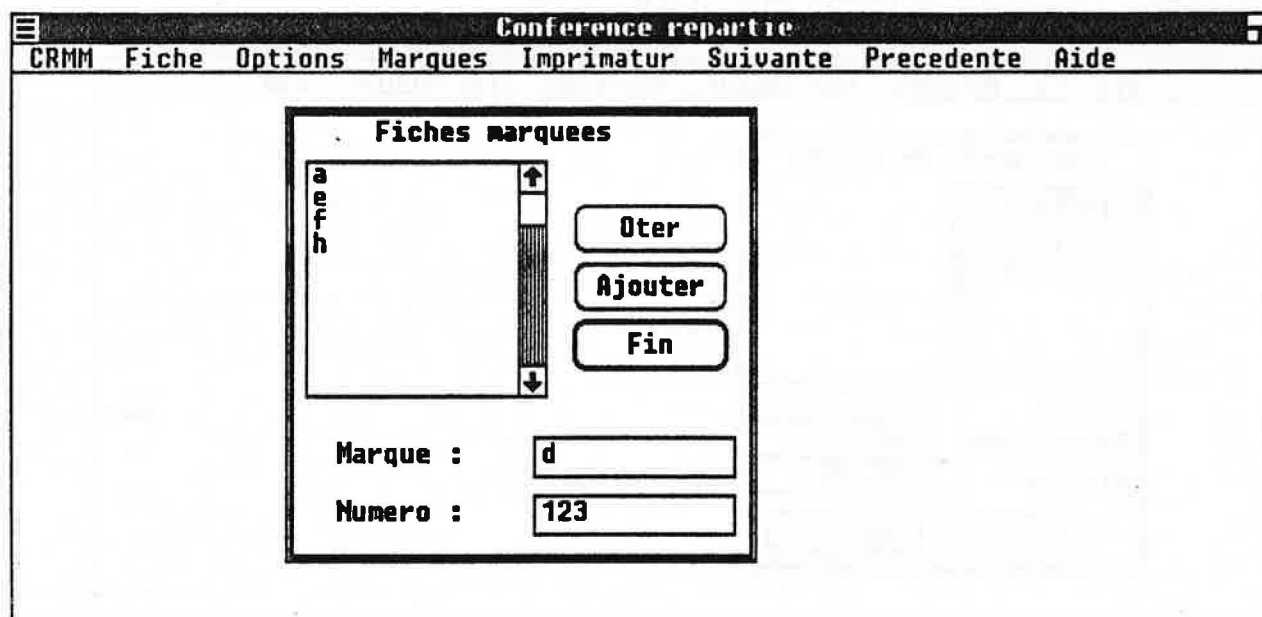 Conference repartie
CRMM Fiche Options Marques Imprimatur Suivante Precedente Aide
Fiches marquees
a
e
f
h
Oter
Ajouter
Fin
Marque : d
Numero : 123